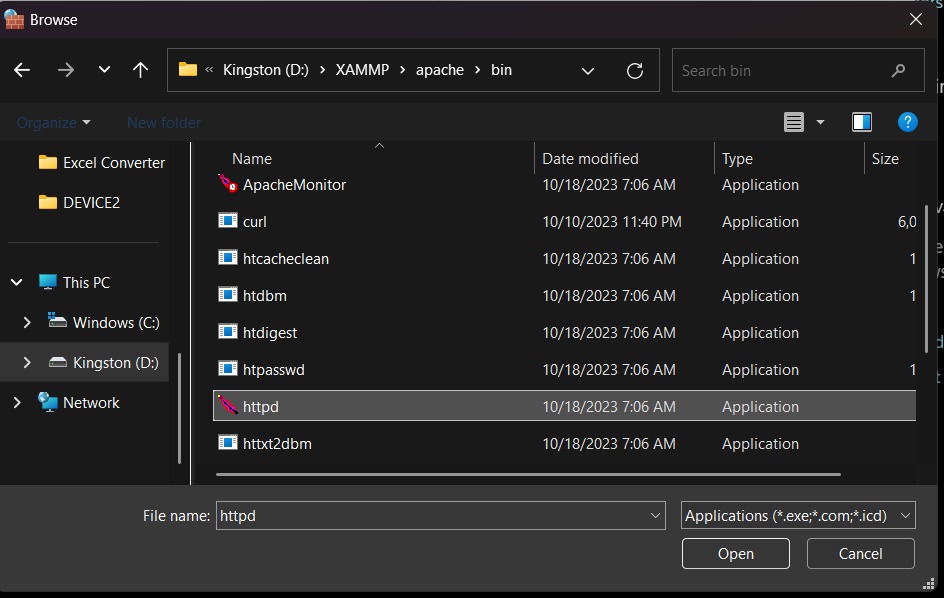 Browse
« Kingston (D:) › XAMMP › apache › bin
Search bin
Organize
New folder
?
Excel Converter
DEVICE2
This PC
Windows (C:)
Kingston (D:)
Network
Name Date modified Type Size
ApacheMonitor 10/18/2023 7:06 AM Application
curl 10/10/2023 11:40 PM Application 6,0
htcacheclean 10/18/2023 7:06 AM Application 1
htdbm 10/18/2023 7:06 AM Application 1
htdigest 10/18/2023 7:06 AM Application
htpasswd 10/18/2023 7:06 AM Application 1
httpd 10/18/2023 7:06 AM Application
httxt2dbm 10/18/2023 7:06 AM Application
File name: httpd
Applications (*.exe;*.com;*.icd)
Open
Cancel